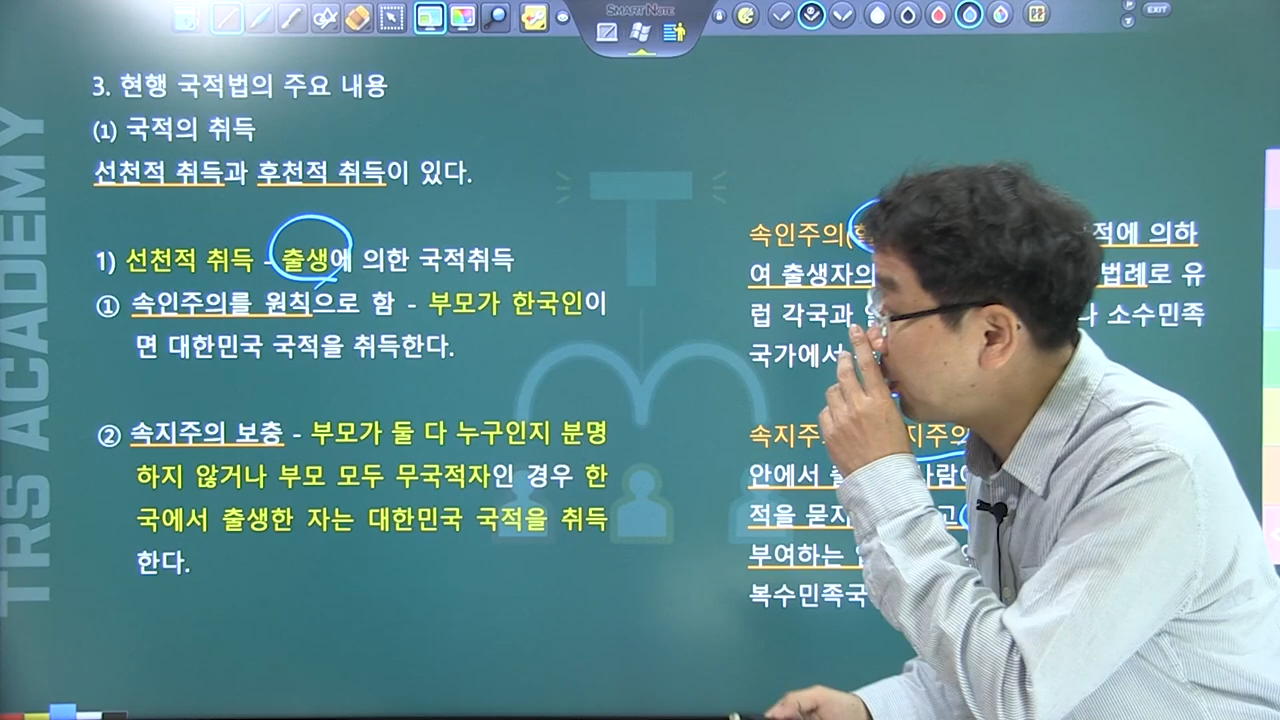 SMART NOTE
EXIT
TRS ACADEMY
3. 현행 국적법의 주요 내용
(1) 국적의 취득
선천적 취득과 후천적 취득이 있다.
1) 선천적 취득 - 출생에 의한 국적취득
① 속인주의를 원칙으로 함 - 부모가 한국인이
면 대한민국 국적을 취득한다.
② 속지주의 보충 - 부모가 둘 다 누구인지 분명
하지 않거나 부모 모두 무국적자인 경우 한
국에서 출생한 자는 대한민국 국적을 취득
한다.
속인주의( 적에 의하
여 출생자의 법례로 유
럽 각국과 소수민족
국가에서
속지주 지주의
안에서 사람
적을 묻지 고
부여하는
복수민족국